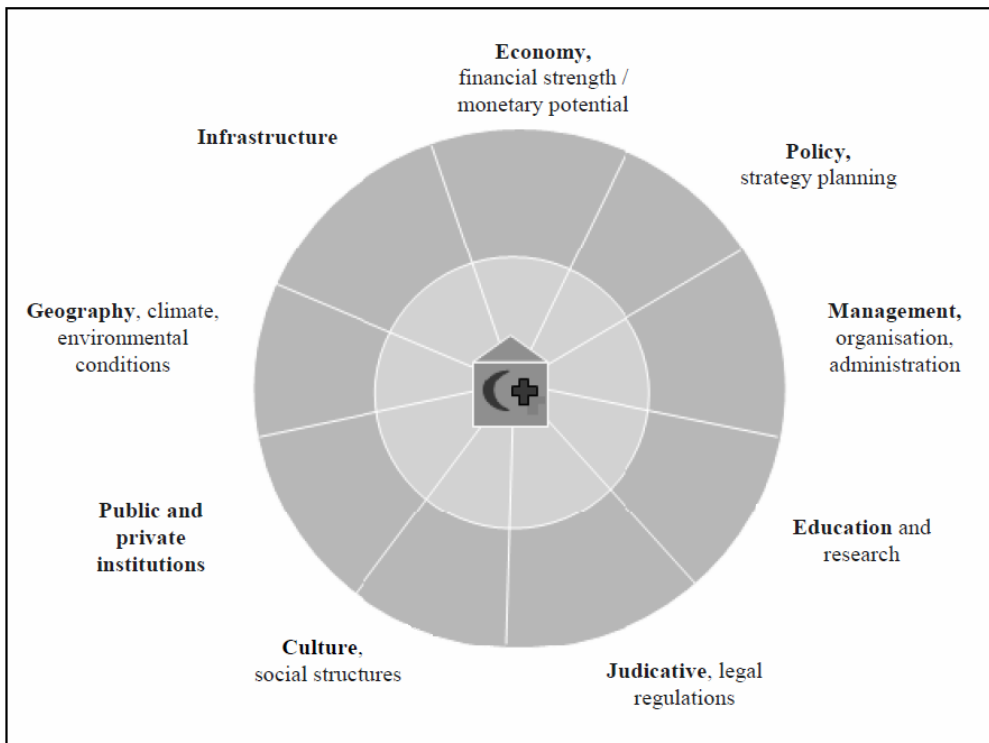 Economy,
financial strength /
monetary potential
Infrastructure
Policy,
strategy planning
Geography, climate,
environmental
conditions
Management,
organisation,
administration
Public and
private
institutions
Education and
research
Culture,
social structures
Judicative, legal
regulations